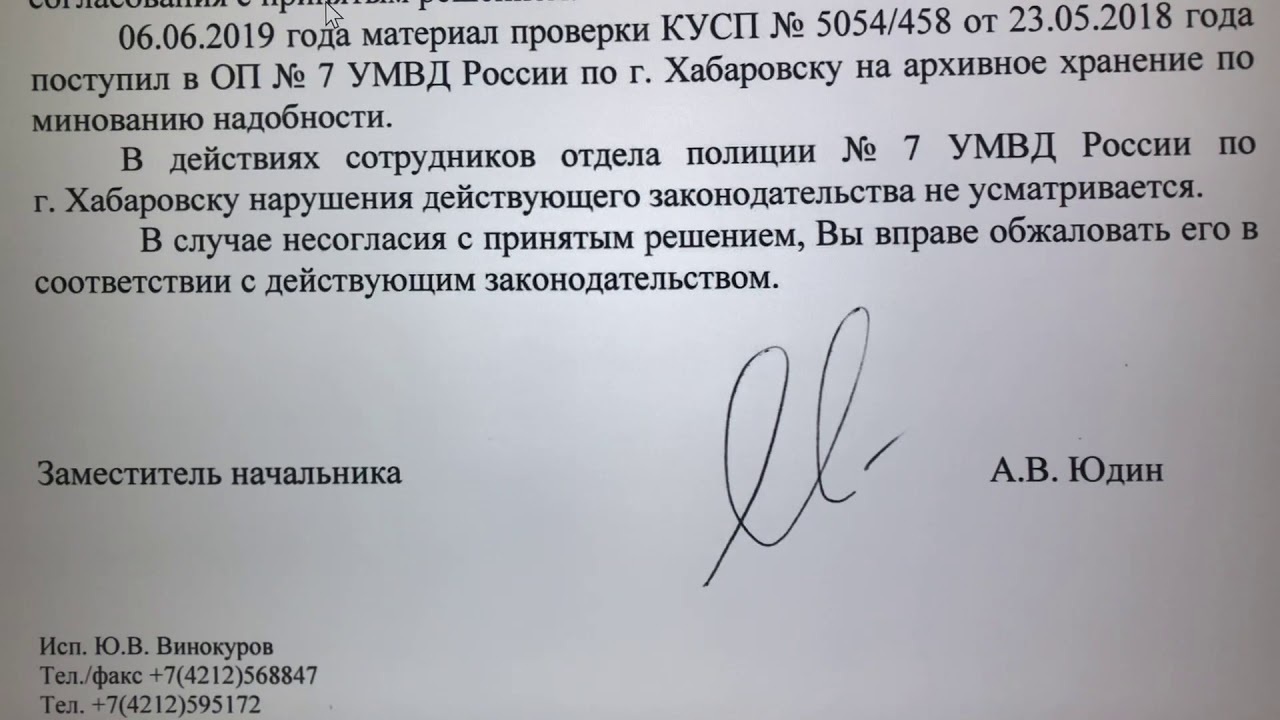 согласования с принятым решением.
06.06.2019 года материал проверки КУСП № 5054/458 от 23.05.2018 года
поступил в ОП № 7 УМВД России по г. Хабаровску на архивное хранение по
минованию надобности.
В действиях сотрудников отдела полиции № 7 УМВД России по
г. Хабаровску нарушения действующего законодательства не усматривается.
В случае несогласия с принятым решением, Вы вправе обжаловать его в
соответствии с действующим законодательством.
Заместитель начальника
А.В. Юдин
Исп. Ю.В. Винокуров
Тел./факс +7(4212)568847
Тел. +7(4212)595172